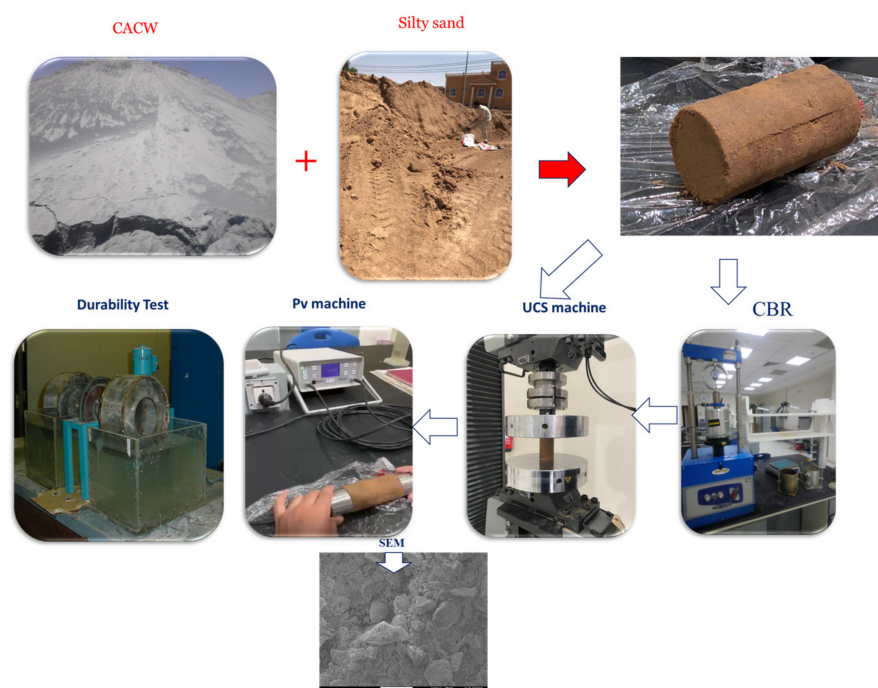 CACW
Silty sand
+
Durability Test
Pv machine
UCS machine
CBR
SEM